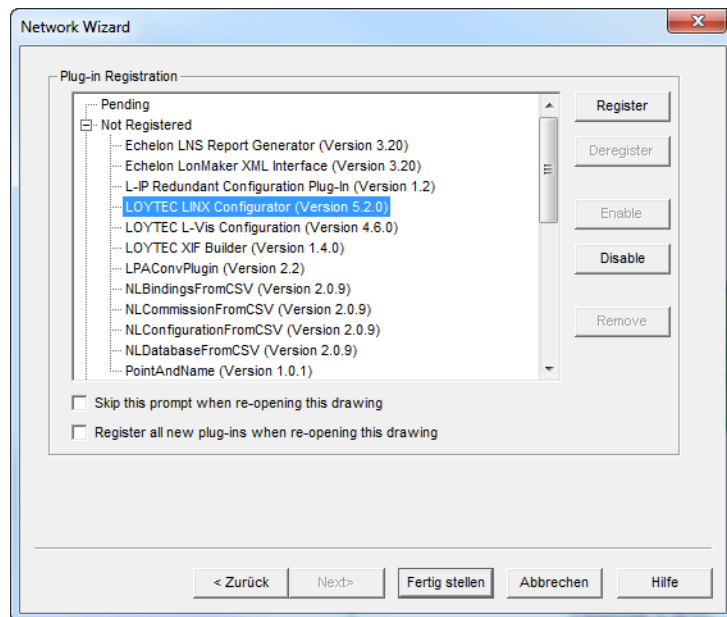 Network Wizard
Plug-in Registration
Pending
Not Registered
Echelon LNS Report Generator (Version 3.20)
Echelon LonMaker XML Interface (Version 3.20)
L-IP Redundant Configuration Plug-In (Version 1.2)
LOYTEC LINX Configurator (Version 5.2.0)
LOYTEC L-Vis Configuration (Version 4.6.0)
LOYTEC XIF Builder (Version 1.4.0)
LPAConvPlugin (Version 2.2)
NLBindingsFromCSV (Version 2.0.9)
NLCommissionFromCSV (Version 2.0.9)
NLConfigurationFromCSV (Version 2.0.9)
NLDatabaseFromCSV (Version 2.0.9)
PointAndName (Version 1.0.1)
Register
Deregister
Enable
Disable
Remove
Skip this prompt when re-opening this drawing
Register all new plug-ins when re-opening this drawing
< Zurück
Next>
Fertig stellen
Abbrechen
Hilfe